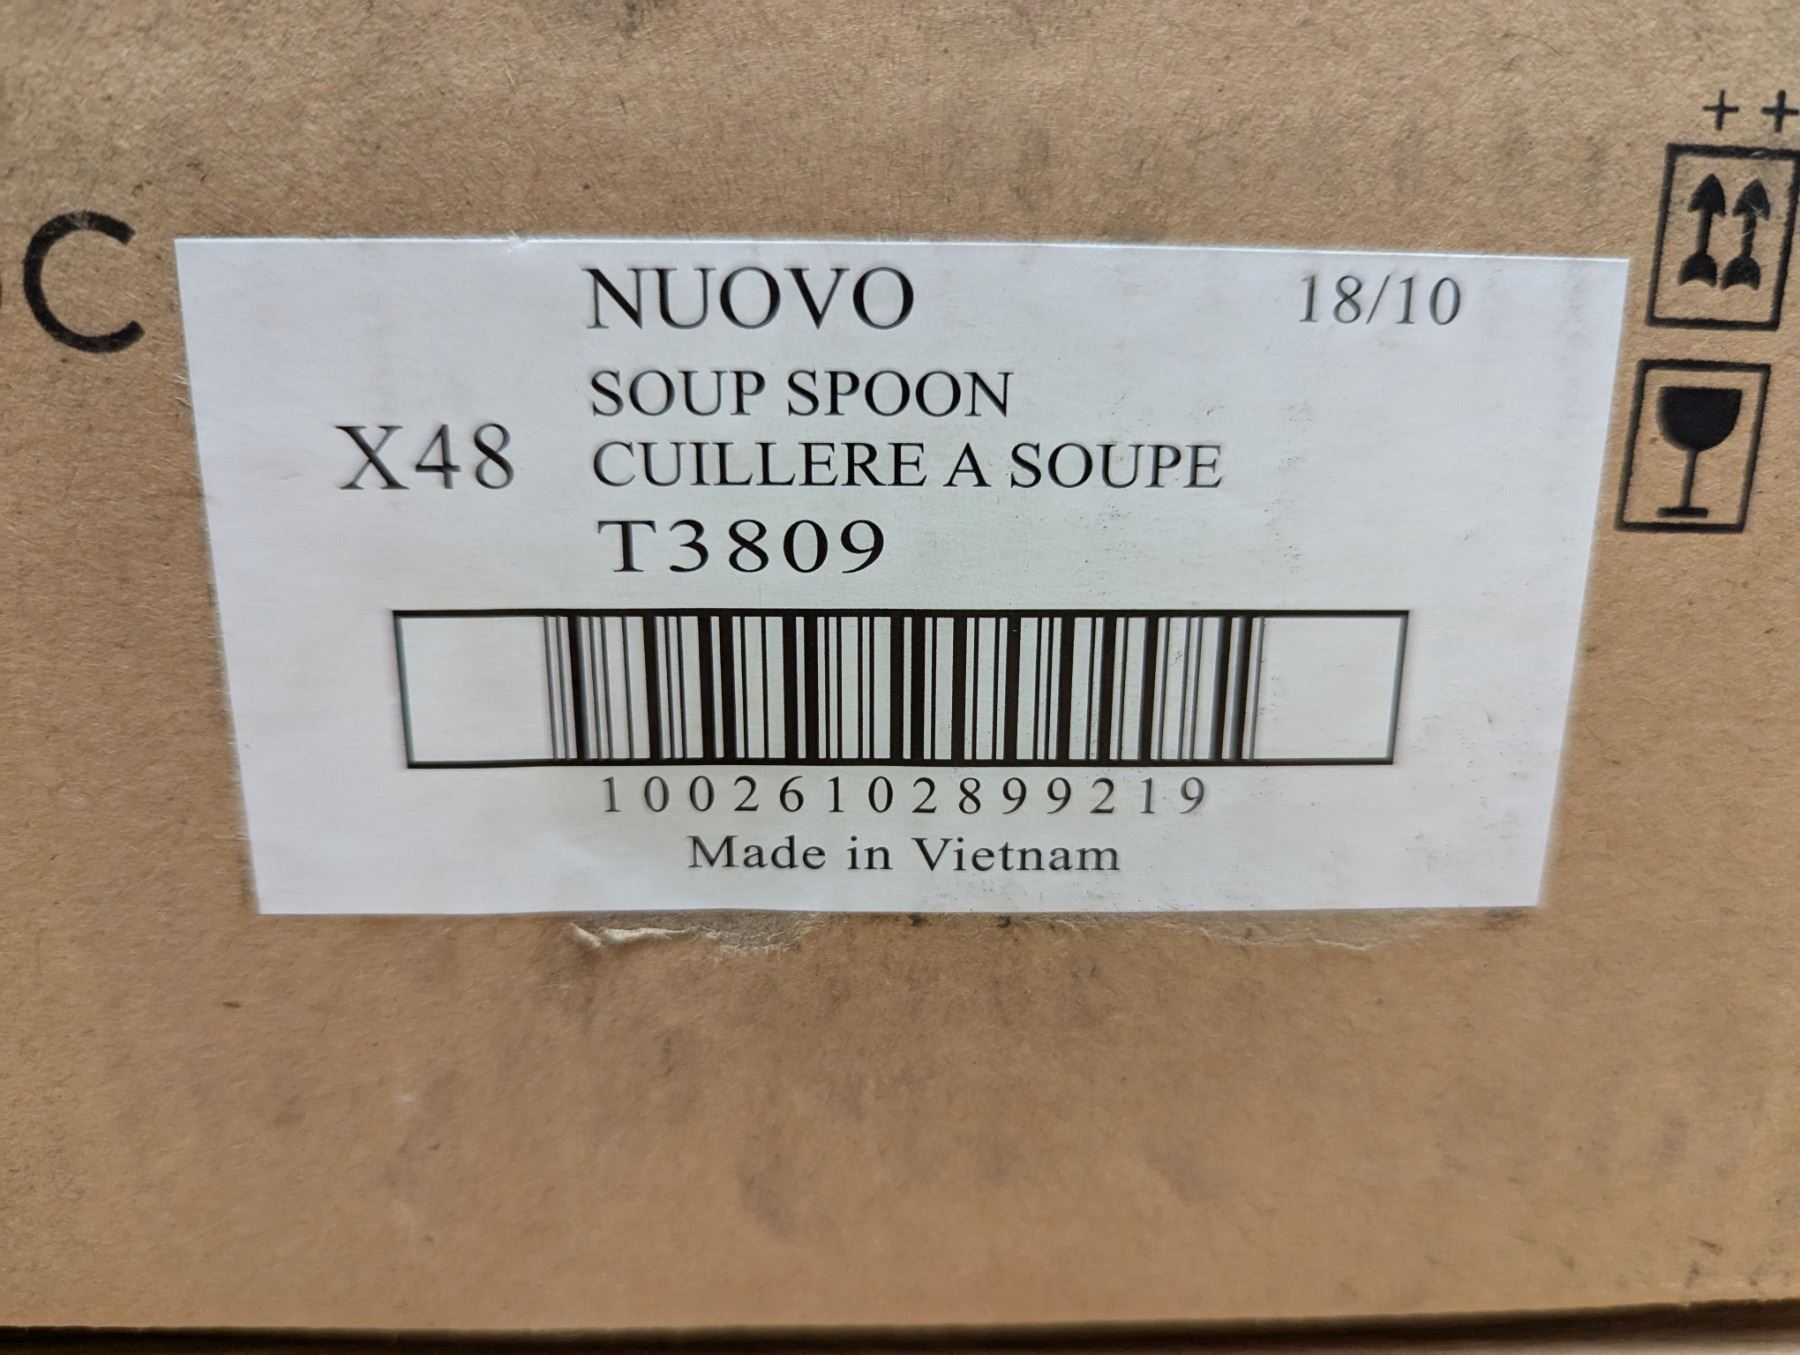 C
NUOVO 18/10
SOUP SPOON
X48 CUILLERE A SOUPE
T3809
10026102899219
Made in Vietnam